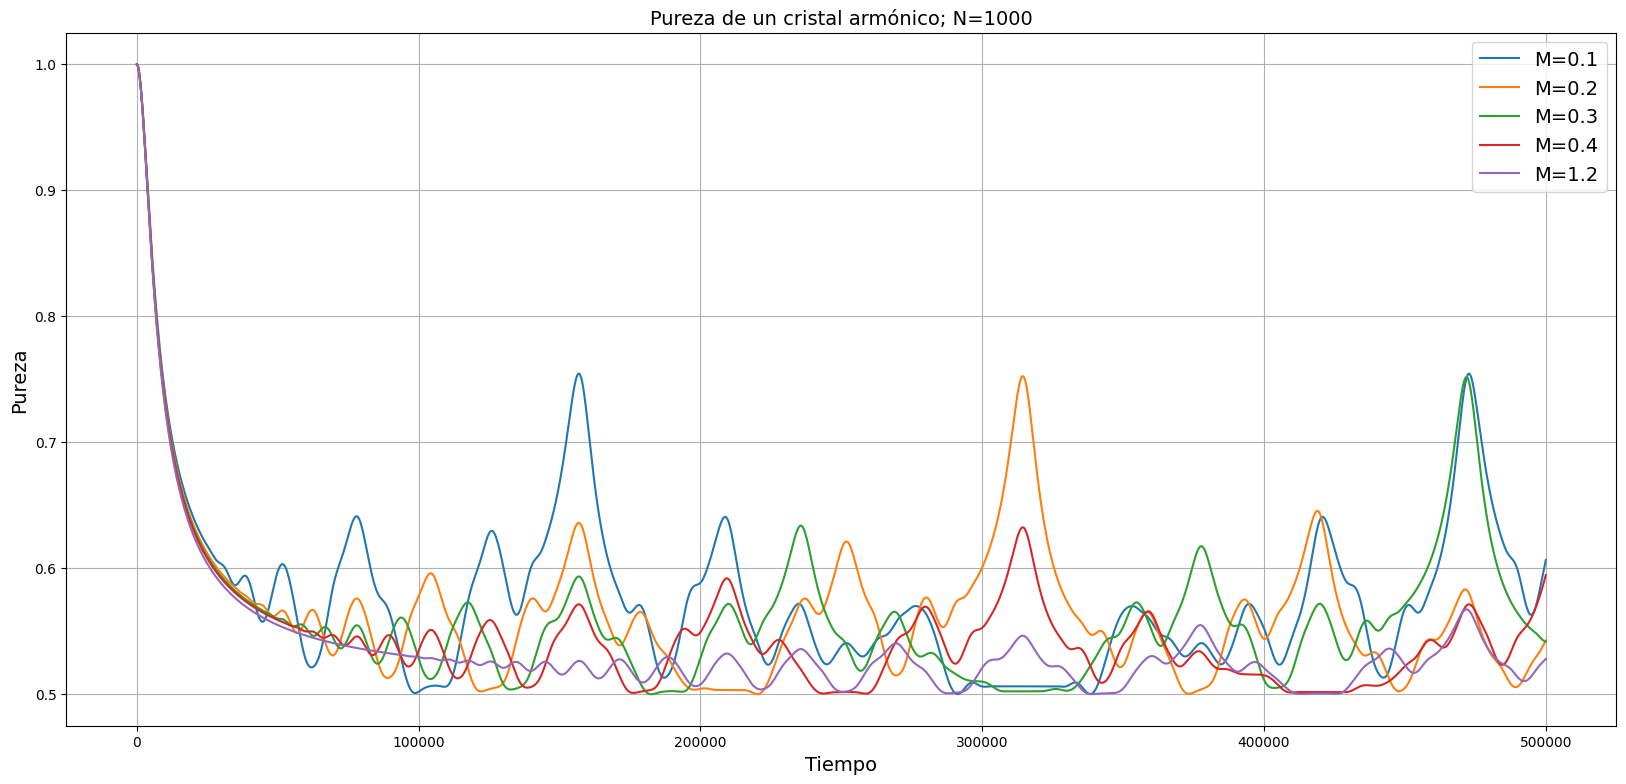 Pureza de un cristal armónico; N=1000
M=0.1
M=0.2
M=0.3
M=0.4
M=1.2
Pureza
1.0
0.9
0.8
0.7
0.6
0.5
0 100000 200000 300000 400000 500000
Tiempo